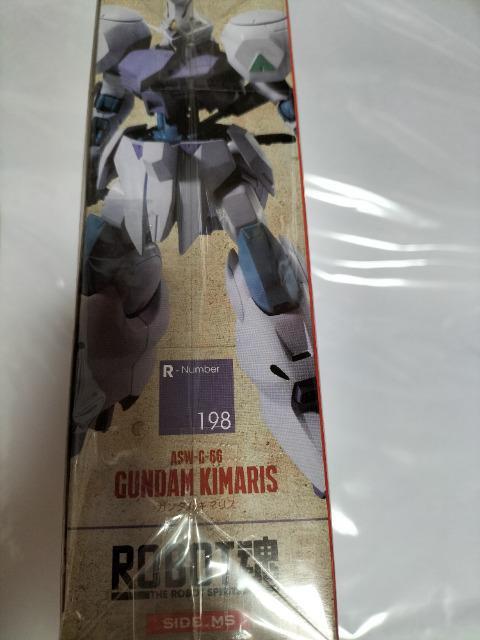 R-Number
198
ASW-G-66
GUNDAM KIMARIS
ガンダムキマリス
ROBOT魂
THE ROBOT SPIRITS
SIDE MS